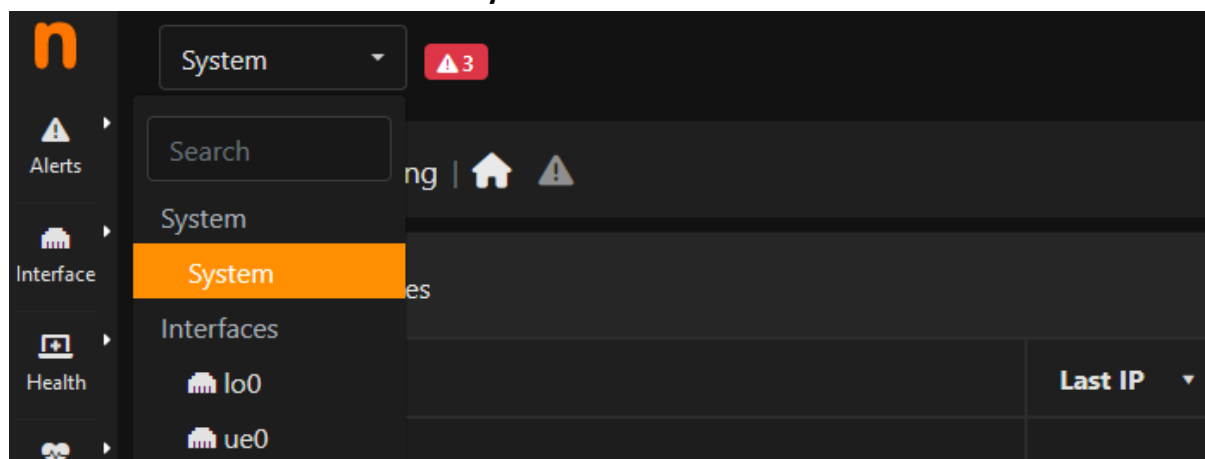 n
System
3
Alerts
Search
ng |
System
Interface
System
es
Interfaces
Health
lo0
Last IP
ue0